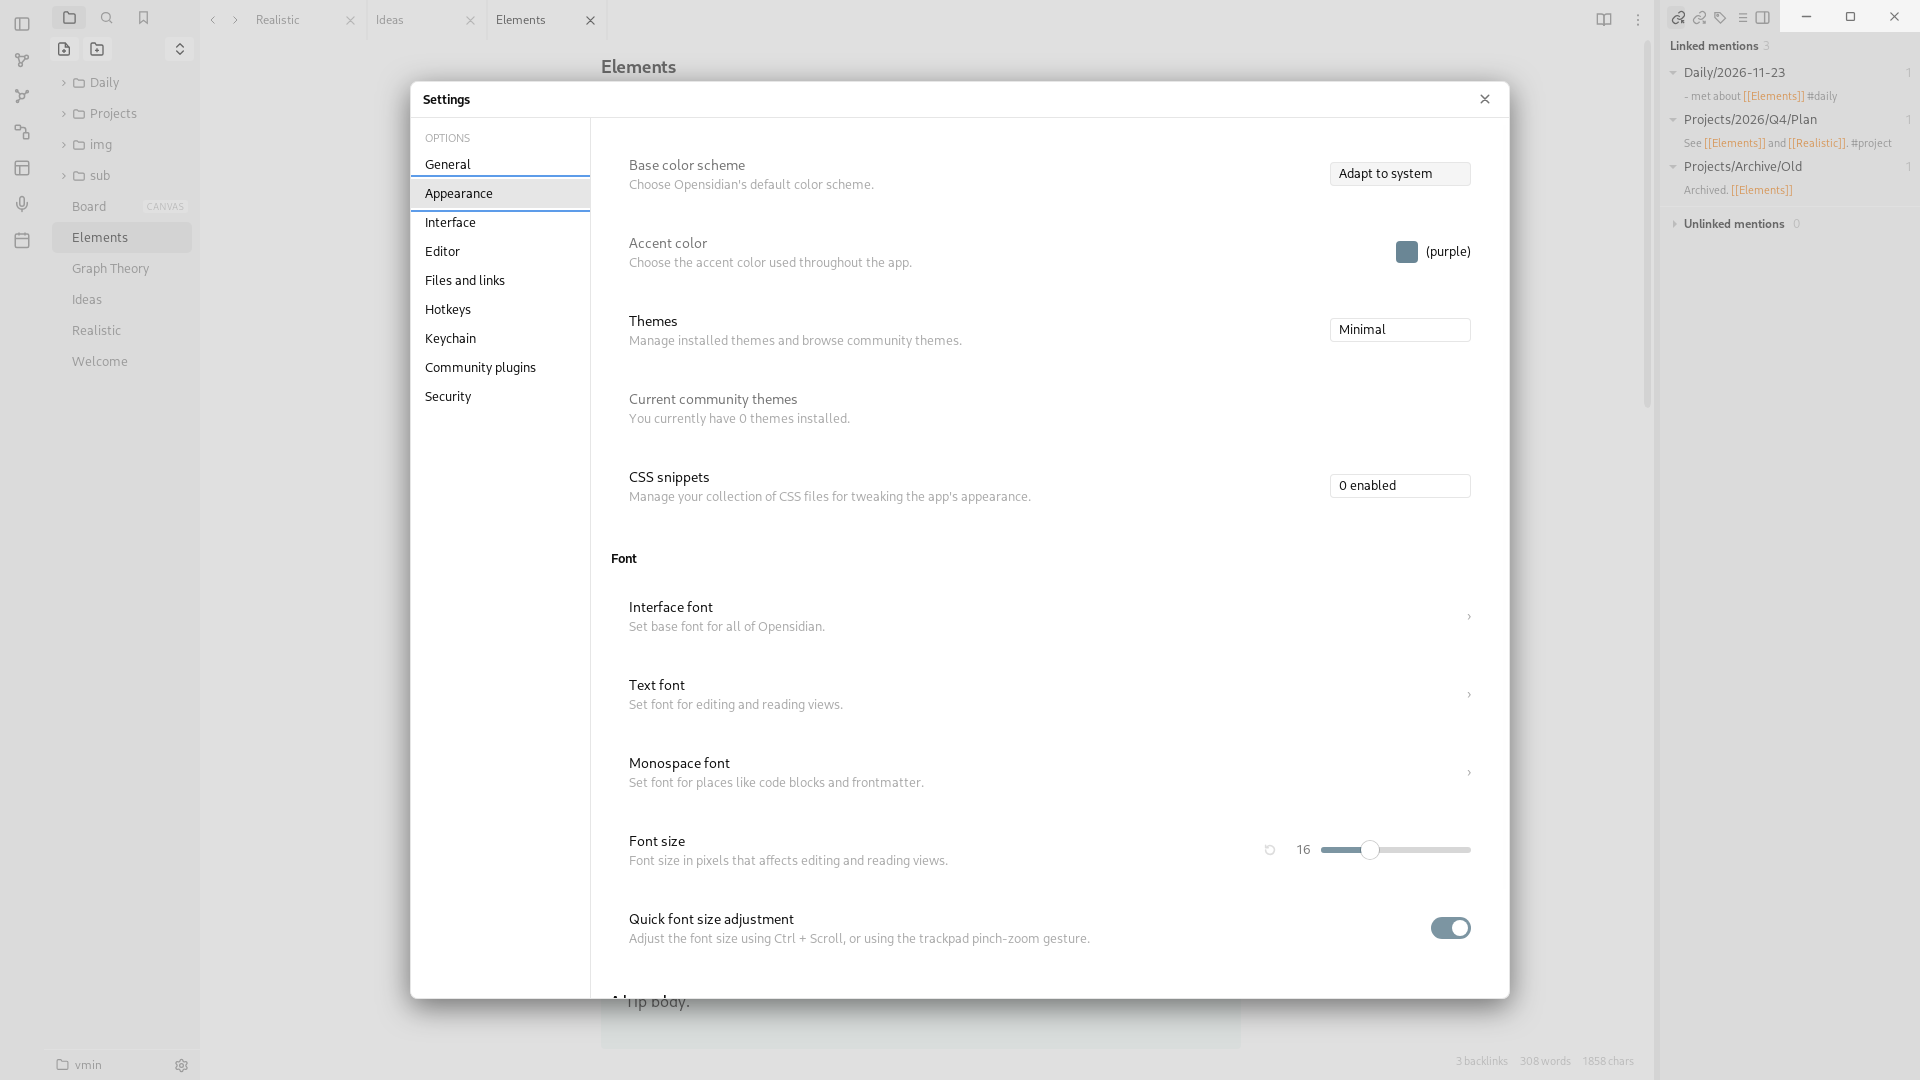 Realistic
Ideas
Elements
Daily
Projects
img
sub
Board
CANVAS
Elements
Graph Theory
Ideas
Realistic
Welcome
vmin
Elements
Settings
OPTIONS
General
Appearance
Interface
Editor
Files and links
Hotkeys
Keychain
Community plugins
Security
Base color scheme
Choose Opensidian's default color scheme.
Adapt to system
Accent color
Choose the accent color used throughout the app.
(purple)
Themes
Manage installed themes and browse community themes.
Minimal
Current community themes
You currently have 0 themes installed.
CSS snippets
Manage your collection of CSS files for tweaking the app's appearance.
0 enabled
Font
Interface font
Set base font for all of Opensidian.
Text font
Set font for editing and reading views.
Monospace font
Set font for places like code blocks and frontmatter.
Font size
Font size in pixels that affects editing and reading views.
16
Quick font size adjustment
Adjust the font size using Ctrl + Scroll, or using the trackpad pinch-zoom gesture.
Tip body.
3 backlinks 308 words 1858 chars
Linked mentions 3
Daily/2026-11-23 1
- met about [[Elements]] #daily
Projects/2026/Q4/Plan 1
See [[Elements]] and [[Realistic]]. #project
Projects/Archive/Old 1
Archived. [[Elements]]
Unlinked mentions 0